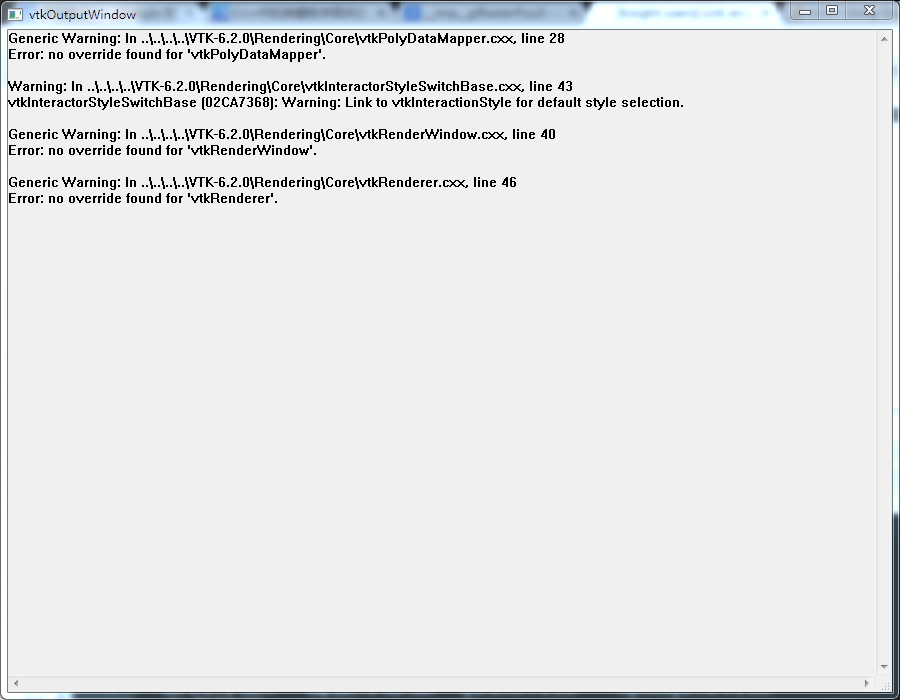 vtkOutputWindow
Generic Warning: In ..\..\..\..\VTK-6.2.0\Rendering\Core\vtkPolyDataMapper.cxx, line 28
Error: no override found for 'vtkPolyDataMapper'.
Warning: In ..\..\..\..\VTK-6.2.0\Rendering\Core\vtkInteractorStyleSwitchBase.cxx, line 43
vtkInteractorStyleSwitchBase (02CA7368): Warning: Link to vtkInteractionStyle for default style selection.
Generic Warning: In ..\..\..\..\VTK-6.2.0\Rendering\Core\vtkRenderWindow.cxx, line 40
Error: no override found for 'vtkRenderWindow'.
Generic Warning: In ..\..\..\..\VTK-6.2.0\Rendering\Core\vtkRenderer.cxx, line 46
Error: no override found for 'vtkRenderer'.